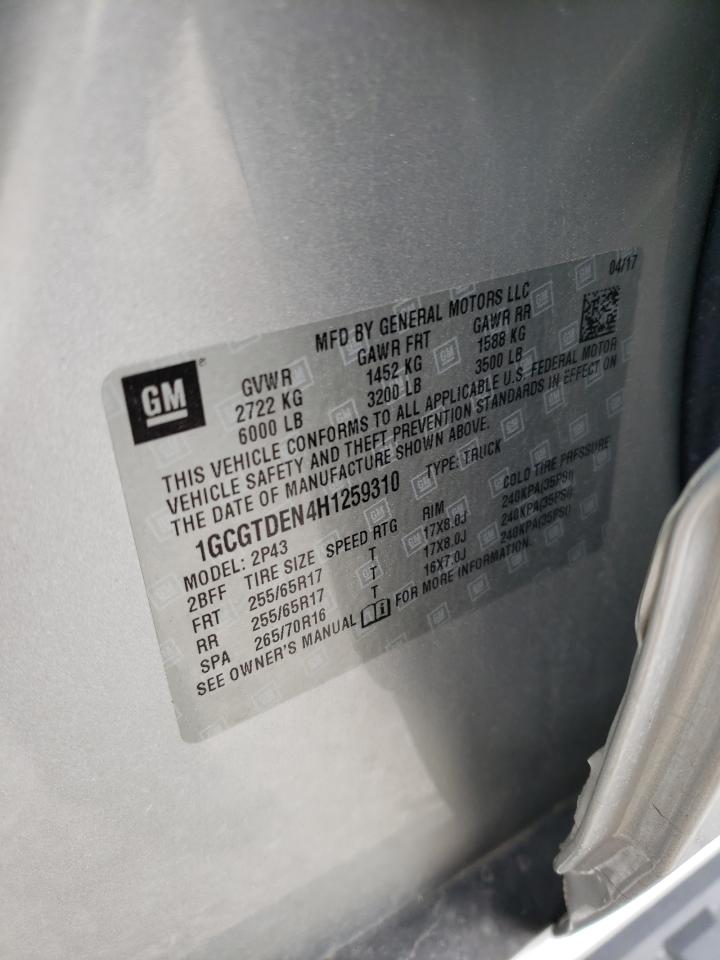 04/17
MFD BY GENERAL MOTORS LLC
GM
GVWR GAWR FRT GAWR RR
2722 KG 1452 KG 1588 KG
6000 LB 3200 LB 3500 LB
THIS VEHICLE CONFORMS TO ALL APPLICABLE U.S. FEDERAL MOTOR
VEHICLE SAFETY AND THEFT PREVENTION STANDARDS IN EFFECT ON
THE DATE OF MANUFACTURE SHOWN ABOVE.
1GCGTDEN4H1259310 TYPE: TRUCK
MODEL: 2P43
2BFF TIRE SIZE SPEED RTG RIM COLD TIRE PRESSURE
FRT 255/65R17 T 17X8.0J 240KPA(35PSI)
RR 255/65R17 T 17X8.0J 240KPA(35PSI)
SPA 265/70R16 T 16X7.0J 240KPA(35PSI)
SEE OWNER'S MANUAL FOR MORE INFORMATION.